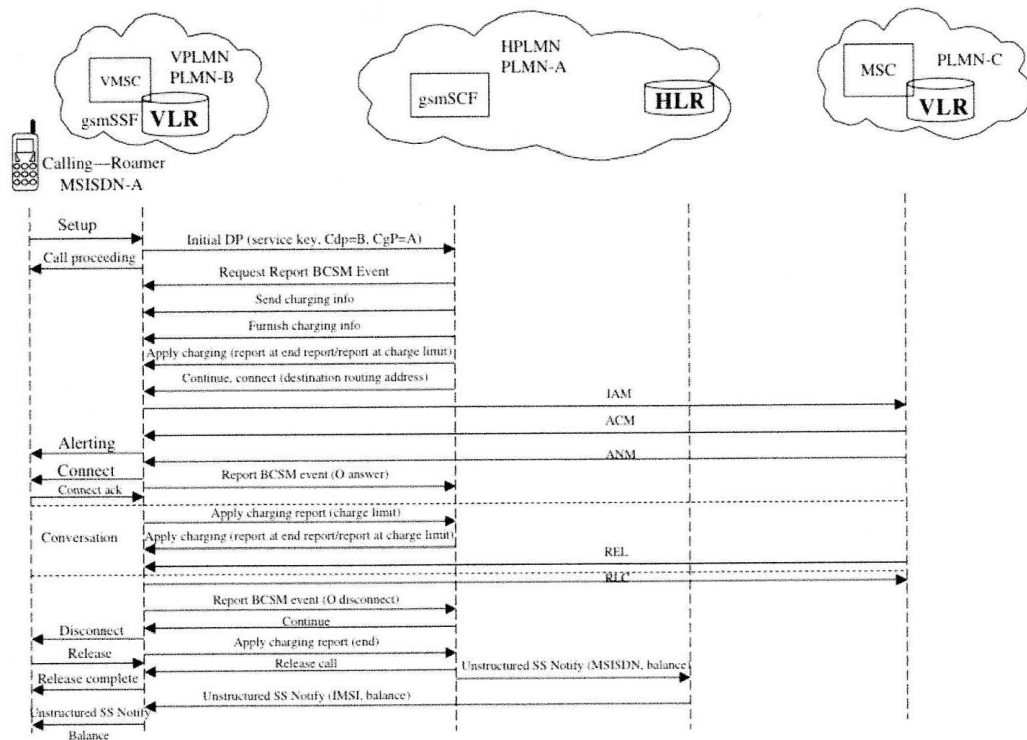 VPLMN
PLMN-B
VMSC
gsmSSF
VLR
HPLMN
PLMN-A
gsmSCF
HLR
MSC
PLMN-C
VLR
Calling—Roamer
MSISDN-A
Setup
Initial DP (service key, Cdp=B, CgP=A)
Call proceeding
Request Report BCSM Event
Send charging info
Furnish charging info
Apply charging (report at end report/report at charge limit)
Continue, connect (destination routing address)
IAM
ACM
Alerting
ANM
Connect
Report BCSM event (O answer)
Connect ack
Apply charging report (charge limit)
Conversation
Apply charging (report at end report/report at charge limit)
REL
RLC
Report BCSM event (O disconnect)
Continue
Disconnect
Apply charging report (end)
Release
Release call
Unstructured SS Notify (MSISDN, balance)
Release complete
Unstructured SS Notify (IMSI, balance)
Unstructured SS Notify
Balance